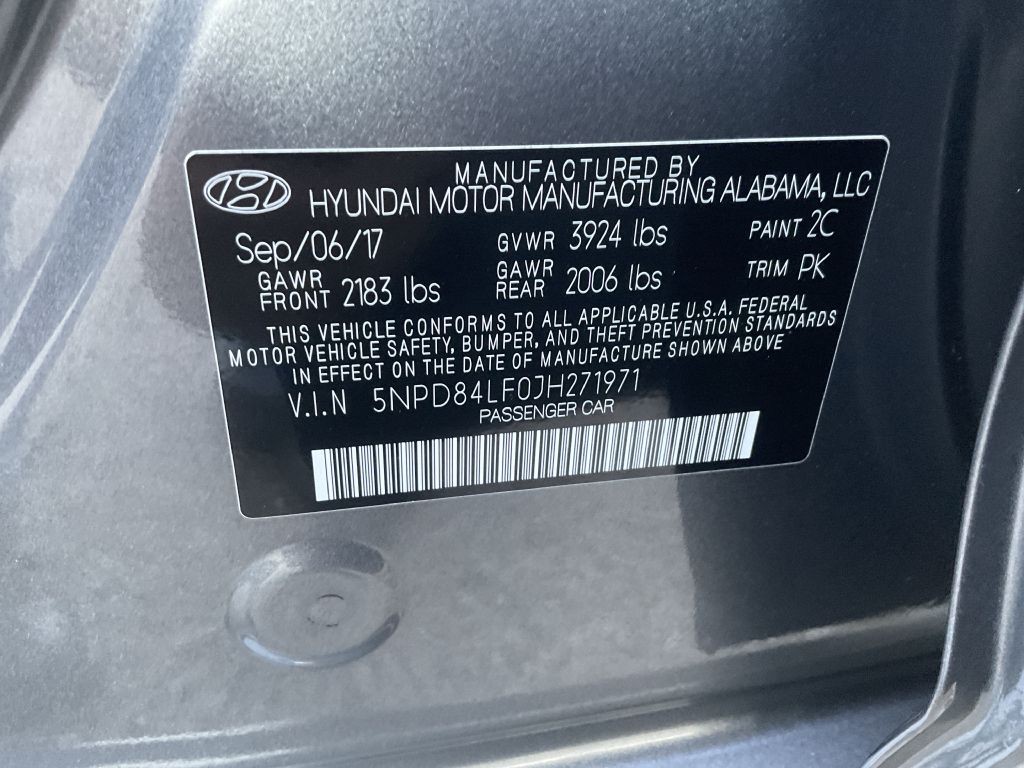 MANUFACTURED BY
HYUNDAI MOTOR MANUFACTURING ALABAMA, LLC
Sep/06/17 GVWR 3924 lbs PAINT 2C
GAWR FRONT 2183 lbs GAWR REAR 2006 lbs TRIM PK
THIS VEHICLE CONFORMS TO ALL APPLICABLE U.S.A. FEDERAL
MOTOR VEHICLE SAFETY, BUMPER, AND THEFT PREVENTION STANDARDS
IN EFFECT ON THE DATE OF MANUFACTURE SHOWN ABOVE
V.I.N 5NPD84LF0JH271971
PASSENGER CAR